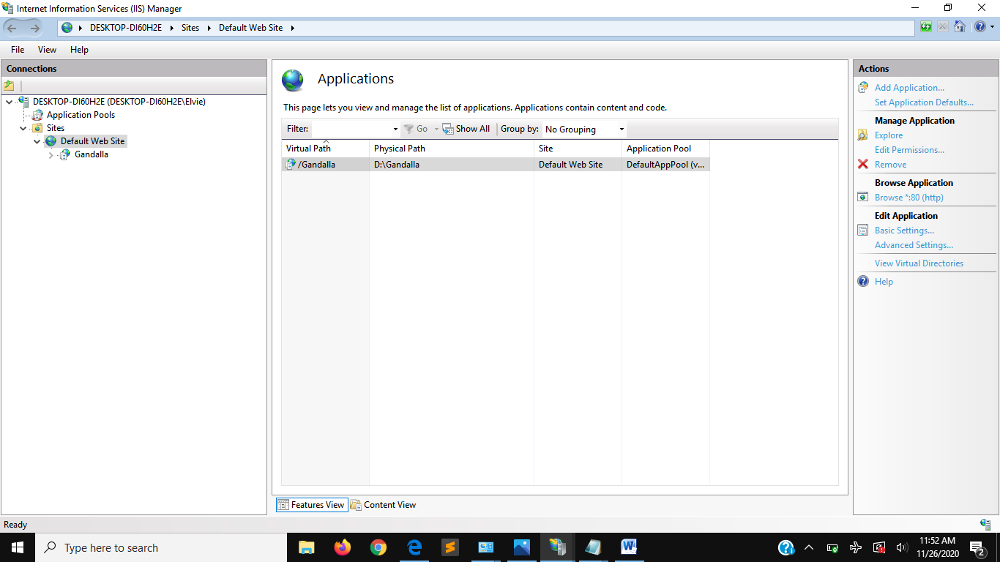 Internet Information Services (IIS) Manager
DESKTOP-DI60H2E Sites Default Web Site
File View Help
Connections
DESKTOP-DI60H2E (DESKTOP-DI60H2E\Elvie)
Application Pools
Sites
Default Web Site
Gandalla
Applications
This page lets you view and manage the list of applications. Applications contain content and code.
Filter: Go Show All Group by: No Grouping
Virtual Path Physical Path Site Application Pool
/Gandalla D:\Gandalla Default Web Site DefaultAppPool (v...
Features View Content View
Actions
Add Application...
Set Application Defaults...
Manage Application
Explore
Edit Permissions...
Remove
Browse Application
Browse *:80 (http)
Edit Application
Basic Settings...
Advanced Settings...
View Virtual Directories
Help
Ready
Type here to search
11:52 AM
11/26/2020
2